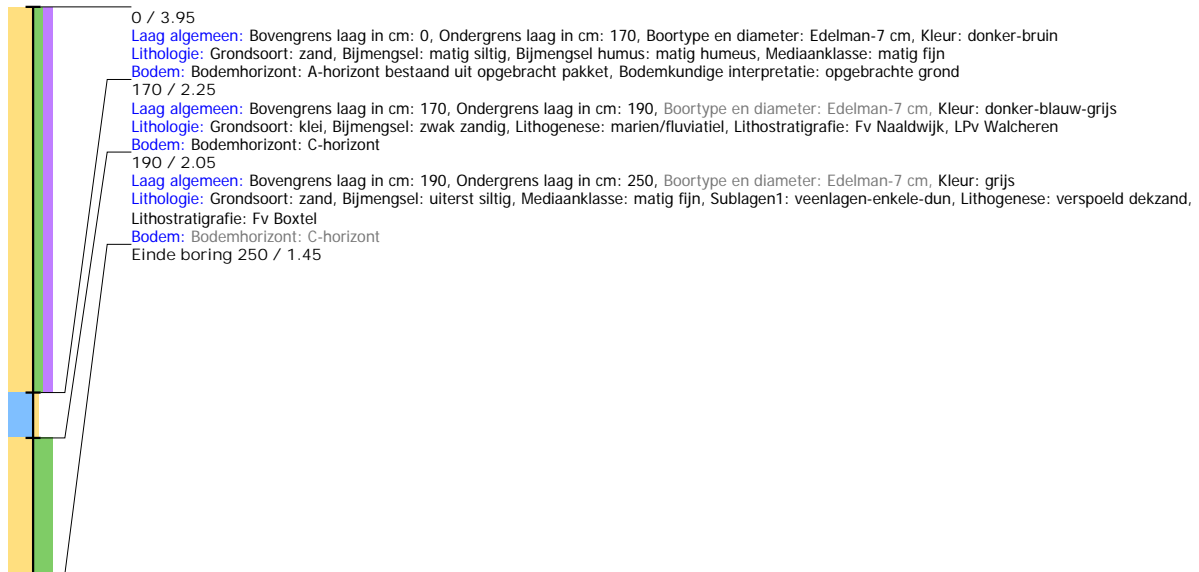 0 / 3.95
Laag algemeen: Bovengrens laag in cm: 0, Ondergrens laag in cm: 170, Boortype en diameter: Edelman-7 cm, Kleur: donker-bruin
Lithologie: Grondsoort: zand, Bijmengsel: matig siltig, Bijmengsel humus: matig humeus, Mediaanklasse: matig fijn
Bodem: Bodemhorizont: A-horizont bestaand uit opgebracht pakket, Bodemkundige interpretatie: opgebrachte grond
170 / 2.25
Laag algemeen: Bovengrens laag in cm: 170, Ondergrens laag in cm: 190, Boortype en diameter: Edelman-7 cm, Kleur: donker-blauw-grijs
Lithologie: Grondsoort: klei, Bijmengsel: zwak zandig, Lithogenese: marien/fluviatiel, Lithostratigrafie: Fv Naaldwijk, LPv Walcheren
Bodem: Bodemhorizont: C-horizont
190 / 2.05
Laag algemeen: Bovengrens laag in cm: 190, Ondergrens laag in cm: 250, Boortype en diameter: Edelman-7 cm, Kleur: grijs
Lithologie: Grondsoort: zand, Bijmengsel: uiterst siltig, Mediaanklasse: matig fijn, Sublagen1: veenlagen-enkele-dun, Lithogenese: verspoeld dekzand,
Lithostratigrafie: Fv Boxtel
Bodem: Bodemhorizont: C-horizont
Einde boring 250 / 1.45